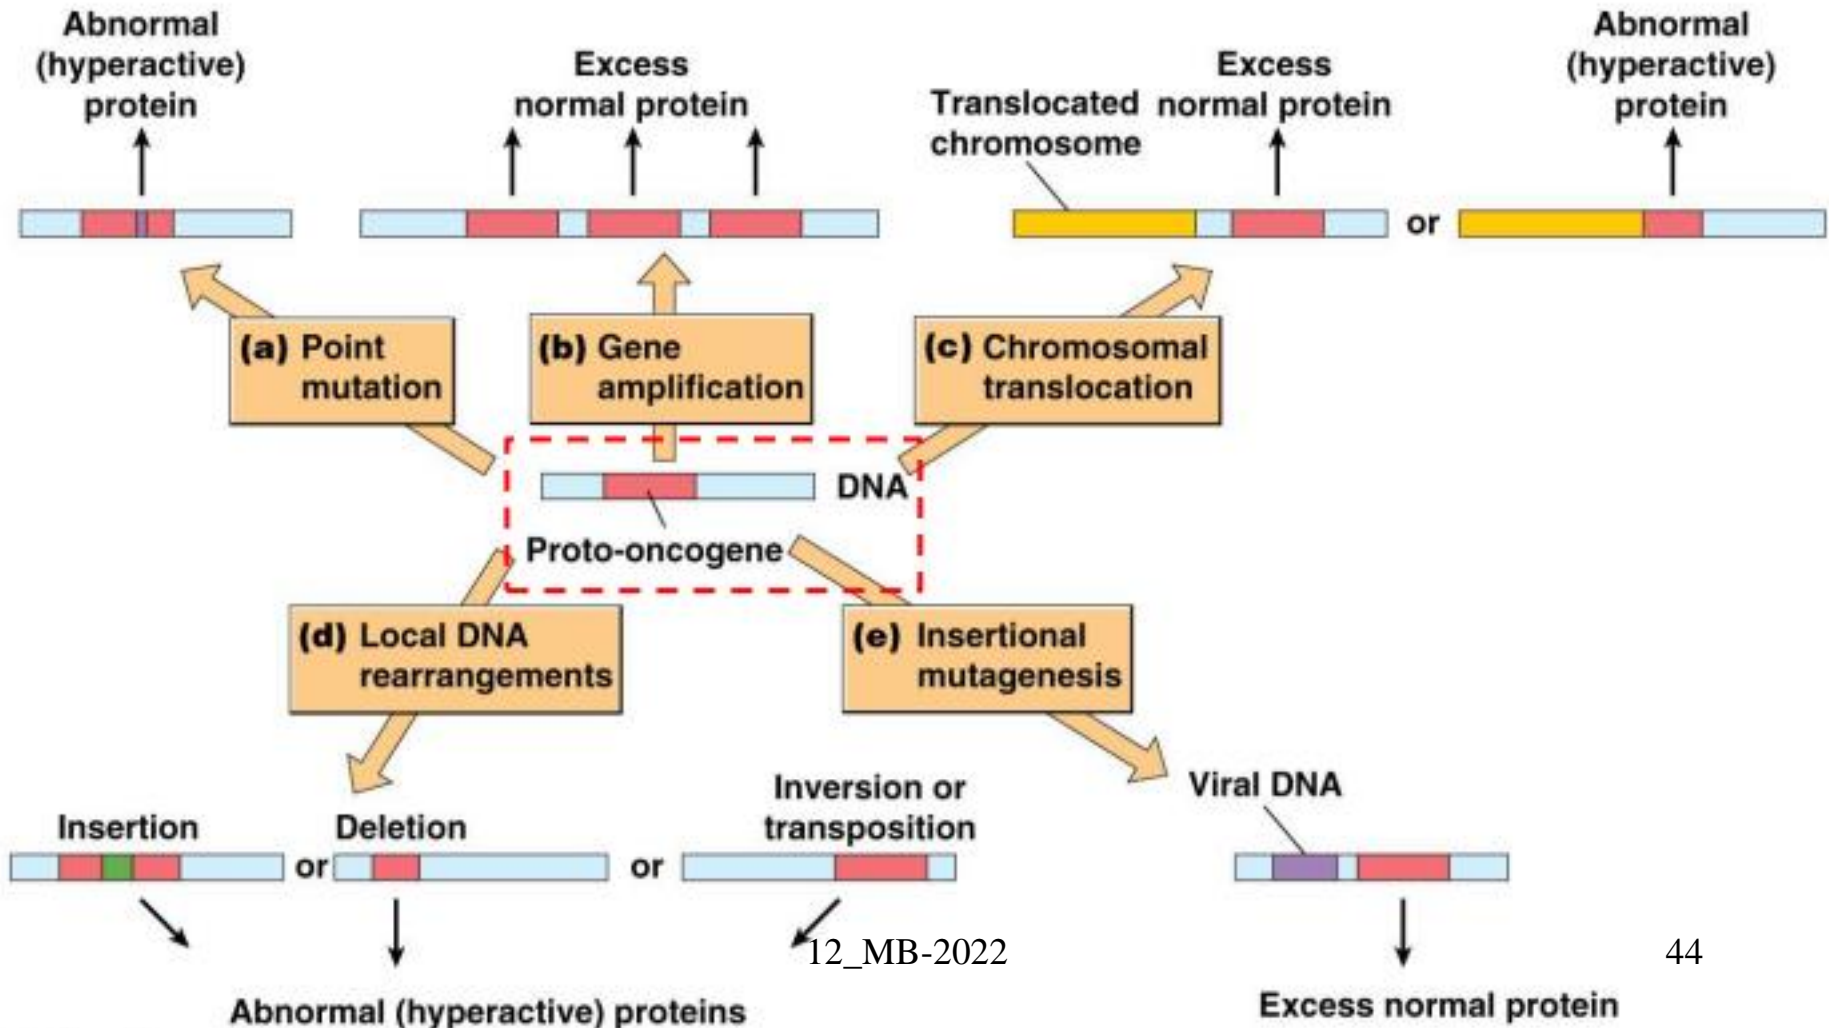 Abnormal
(hyperactive)
protein
Excess
normal protein
Translocated
chromosome
Excess
normal protein
Abnormal
(hyperactive)
protein
or
(a) Point
mutation
(b) Gene
amplification
(c) Chromosomal
translocation
DNA
Proto-oncogene
(d) Local DNA
rearrangements
(e) Insertional
mutagenesis
Insertion
or
Deletion
or
Inversion or
transposition
Viral DNA
Abnormal (hyperactive) proteins
Excess normal protein
12_MB-2022
44